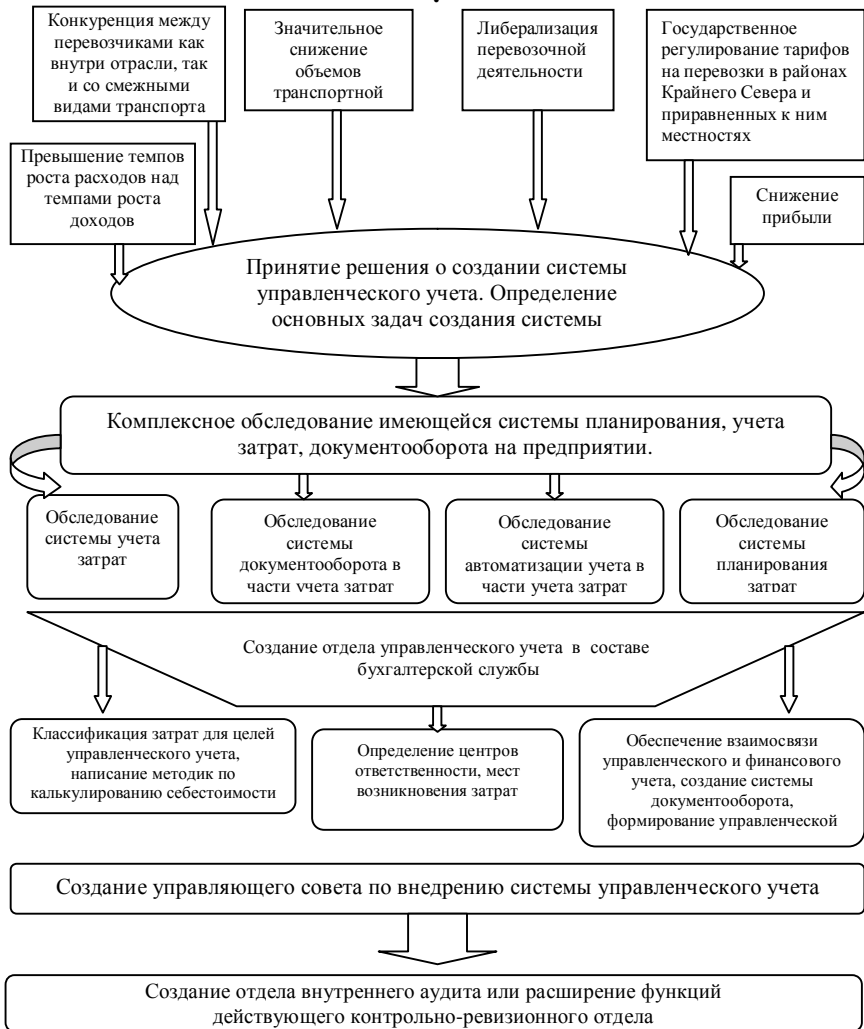 Конкуренция между
перевозчиками как
внутри отрасли, так
и со смежными
видами транспорта
Значительное
снижение
объемов
транспортной
Либерализация
перевозочной
деятельности
Государственное
регулирование тарифов
на перевозки в районах
Крайнего Севера и
приравненных к ним
местностях
Превышение темпов
роста расходов над
темпами роста
доходов
Снижение
прибыли
Принятие решения о создании системы
управленческого учета. Определение
основных задач создания системы
Комплексное обследование имеющейся системы планирования, учета
затрат, документооборота на предприятии.
Обследование
системы учета
затрат
Обследование
системы
документооборота в
части учета затрат
Обследование
системы
автоматизации учета в
части учета затрат
Обследование
системы
планирования
затрат
Создание отдела управленческого учета в составе
бухгалтерской службы
Классификация затрат для целей
управленческого учета,
написание методик по
калькулированию себестоимости
Определение центров
ответственности, мест
возникновения затрат
Обеспечение взаимосвязи
управленческого и финансового
учета, создание системы
документооборота,
формирование управленческой
Создание управляющего совета по внедрению системы управленческого учета
Создание отдела внутреннего аудита или расширение функций
действующего контрольно-ревизионного отдела